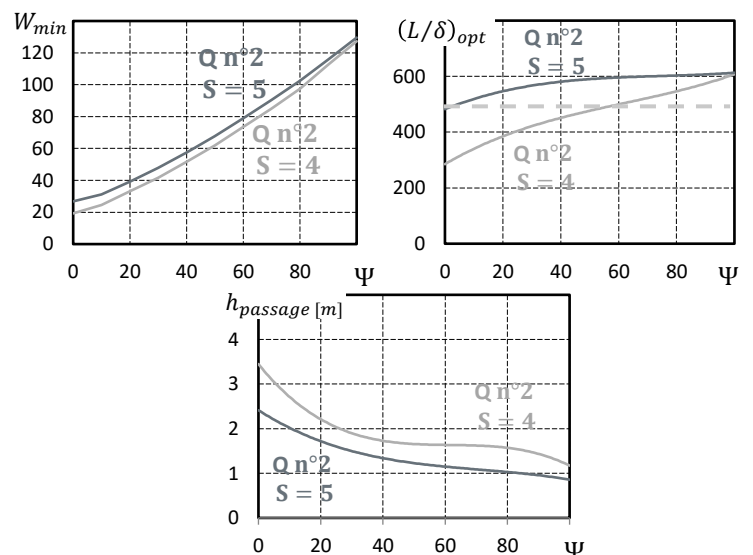 W_min
120
100
80
60
40
20
0
0 20 40 60 80 Ψ
Q n°2
S = 5
Q n°2
S = 4
(L/δ)_opt
600
400
200
0
0 20 40 60 80 Ψ
Q n°2
S = 5
Q n°2
S = 4
h_passage [m]
4
3
2
1
0
0 20 40 60 80 Ψ
Q n°2
S = 4
Q n°2
S = 5